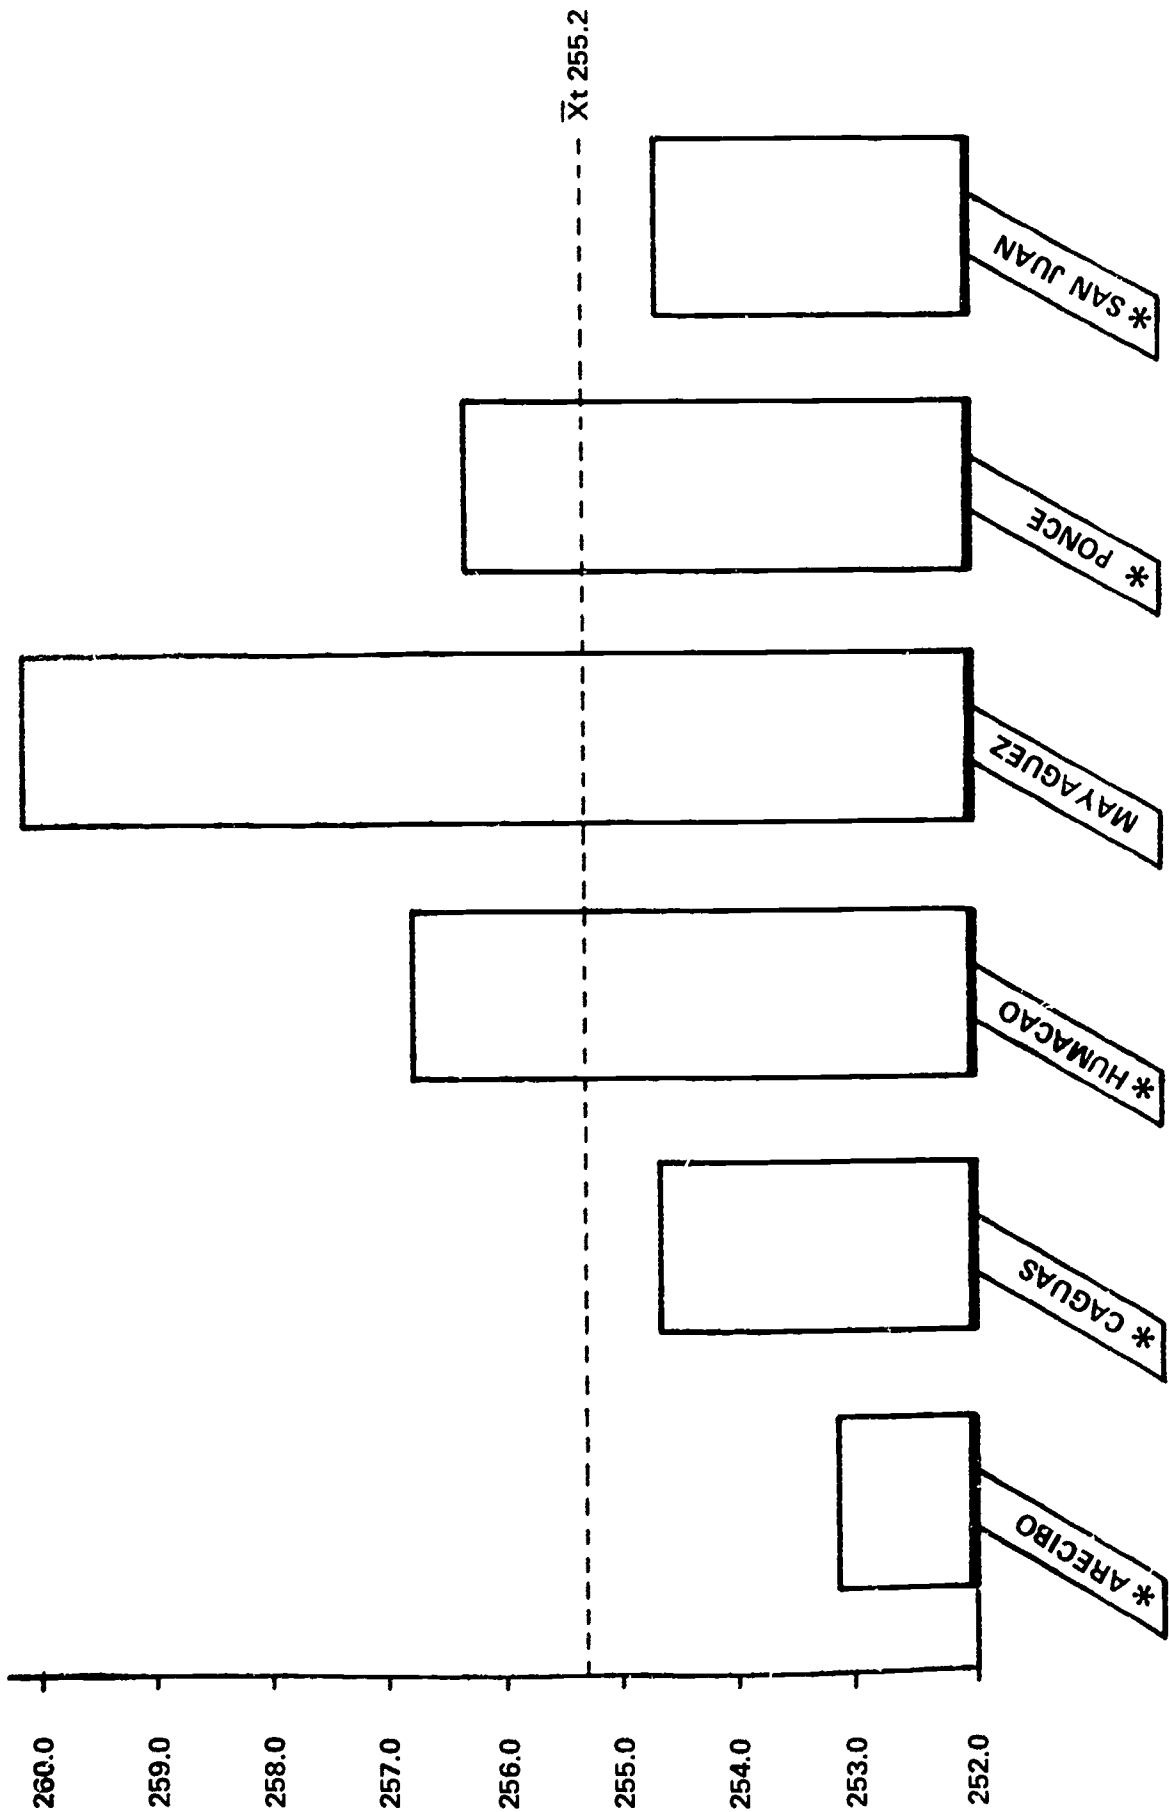 X̄t 255.2
260.0
259.0
258.0
257.0
256.0
255.0
254.0
253.0
252.0
* ARECIBO
* CAGUAS
* HUMACAO
MAYAGUEZ
* PONCE
* SAN JUAN